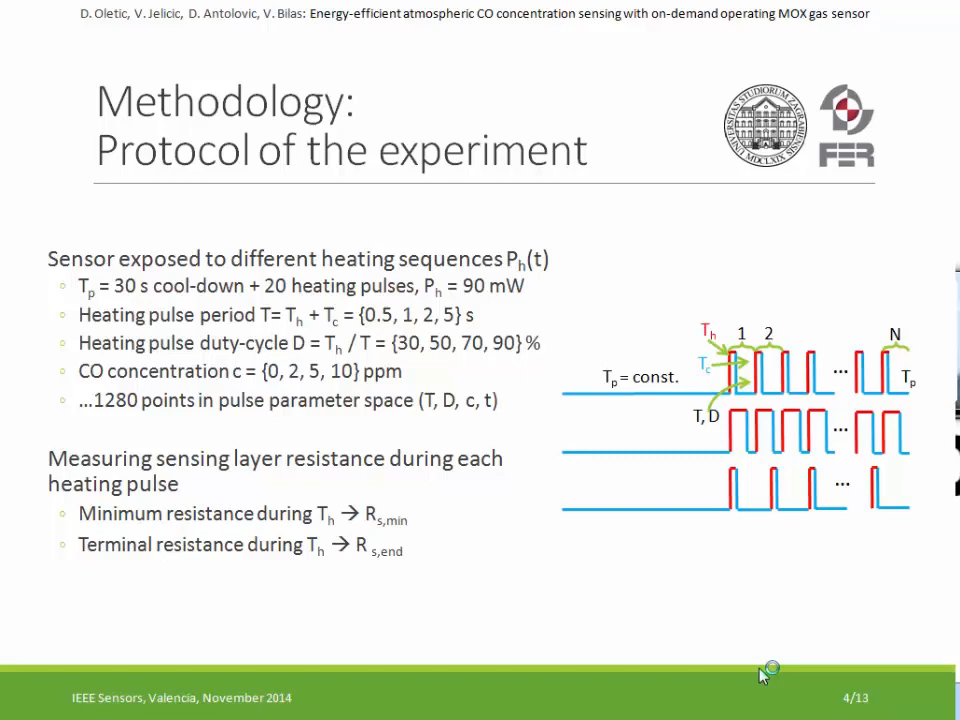 D. Oletic, V. Jelicic, D. Antolovic, V. Bilas: Energy-efficient atmospheric CO concentration sensing with on-demand operating MOX gas sensor
Methodology:
Protocol of the experiment
UNIVERSITAS STUDIORUM ZAGRABIENSIS MDCLXIX
FER
Sensor exposed to different heating sequences Ph(t)
◦ Tp = 30 s cool-down + 20 heating pulses, Ph = 90 mW
◦ Heating pulse period T= Th + Tc = {0.5, 1, 2, 5} s
◦ Heating pulse duty-cycle D = Th / T = {30, 50, 70, 90} %
◦ CO concentration c = {0, 2, 5, 10} ppm
◦ …1280 points in pulse parameter space (T, D, c, t)
Measuring sensing layer resistance during each
heating pulse
◦ Minimum resistance during Th → Rs,min
◦ Terminal resistance during Th → R s,end
Th 1 2 N
Tc ...
Tp = const. Tp
T, D ...
...
IEEE Sensors, Valencia, November 2014 4/13